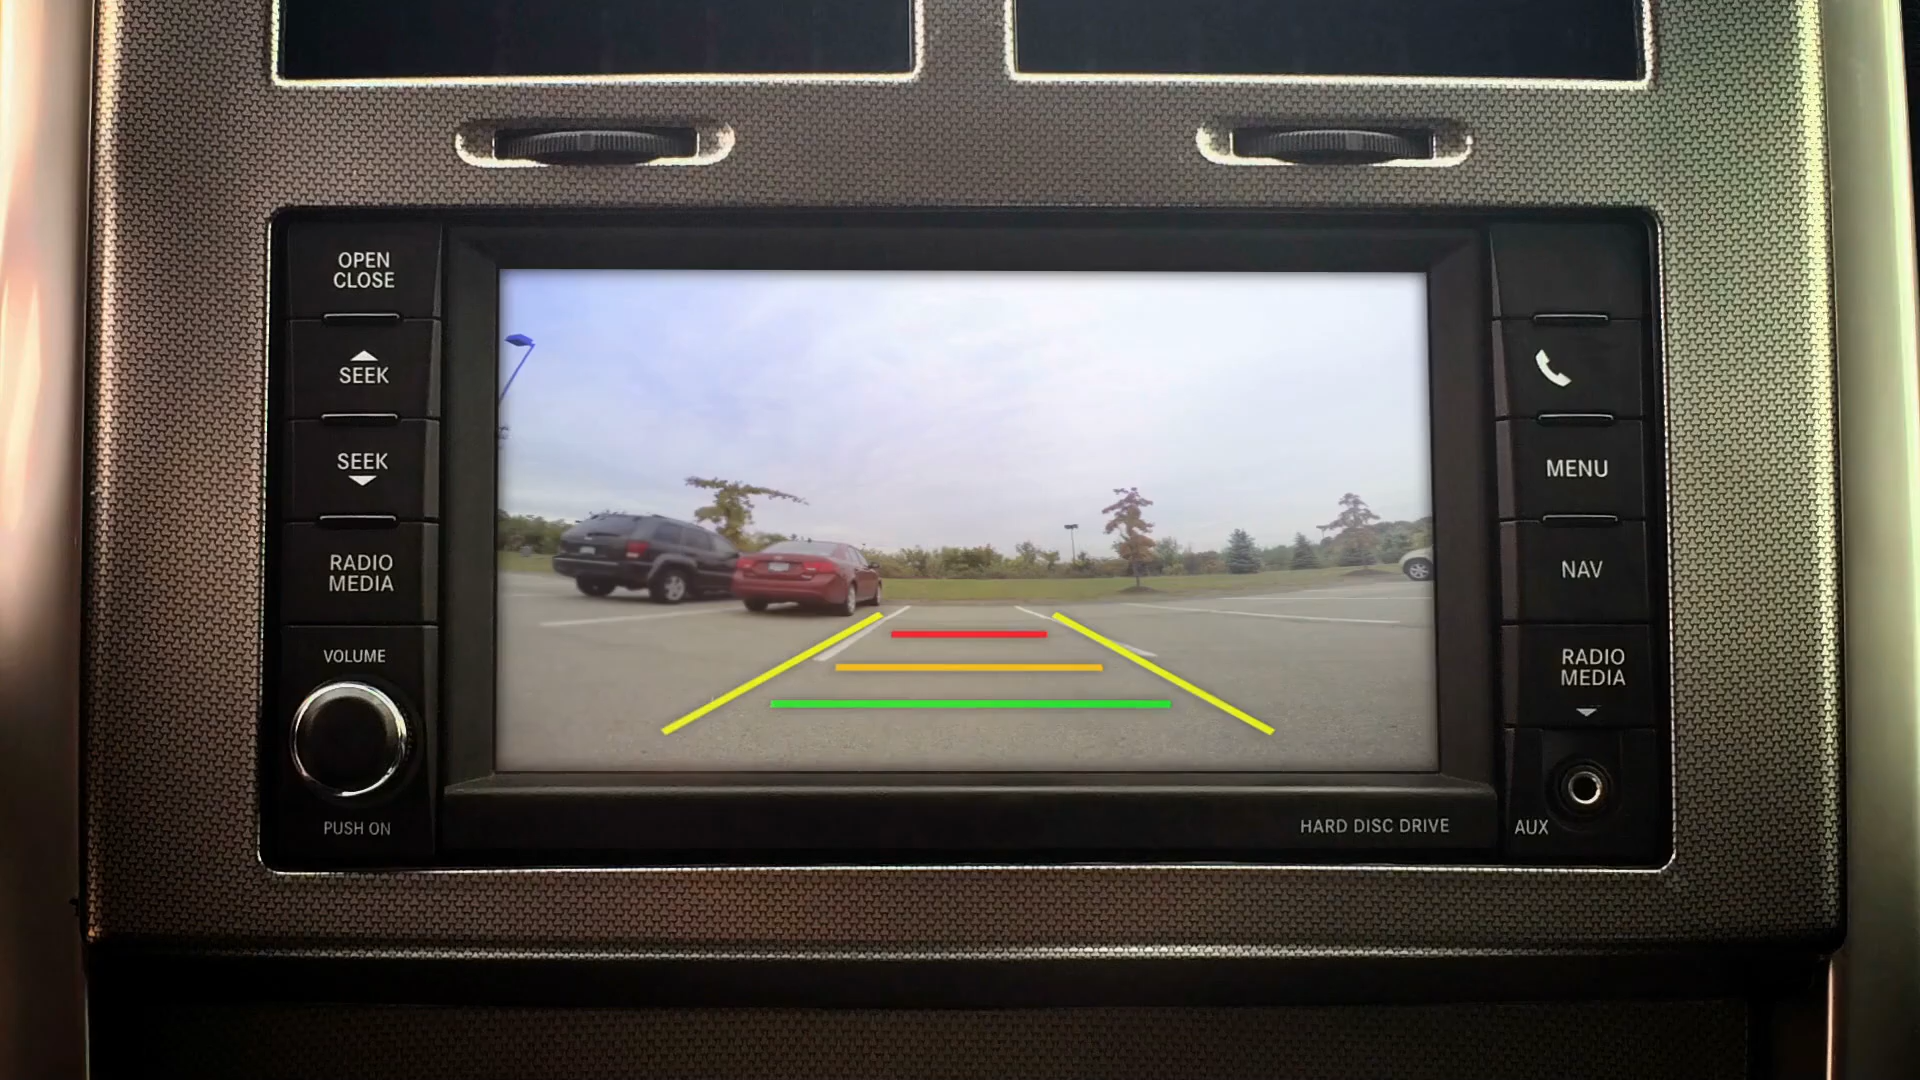 OPEN
CLOSE
SEEK
SEEK
RADIO
MEDIA
VOLUME
PUSH ON
MENU
NAV
RADIO
MEDIA
HARD DISC DRIVE
AUX